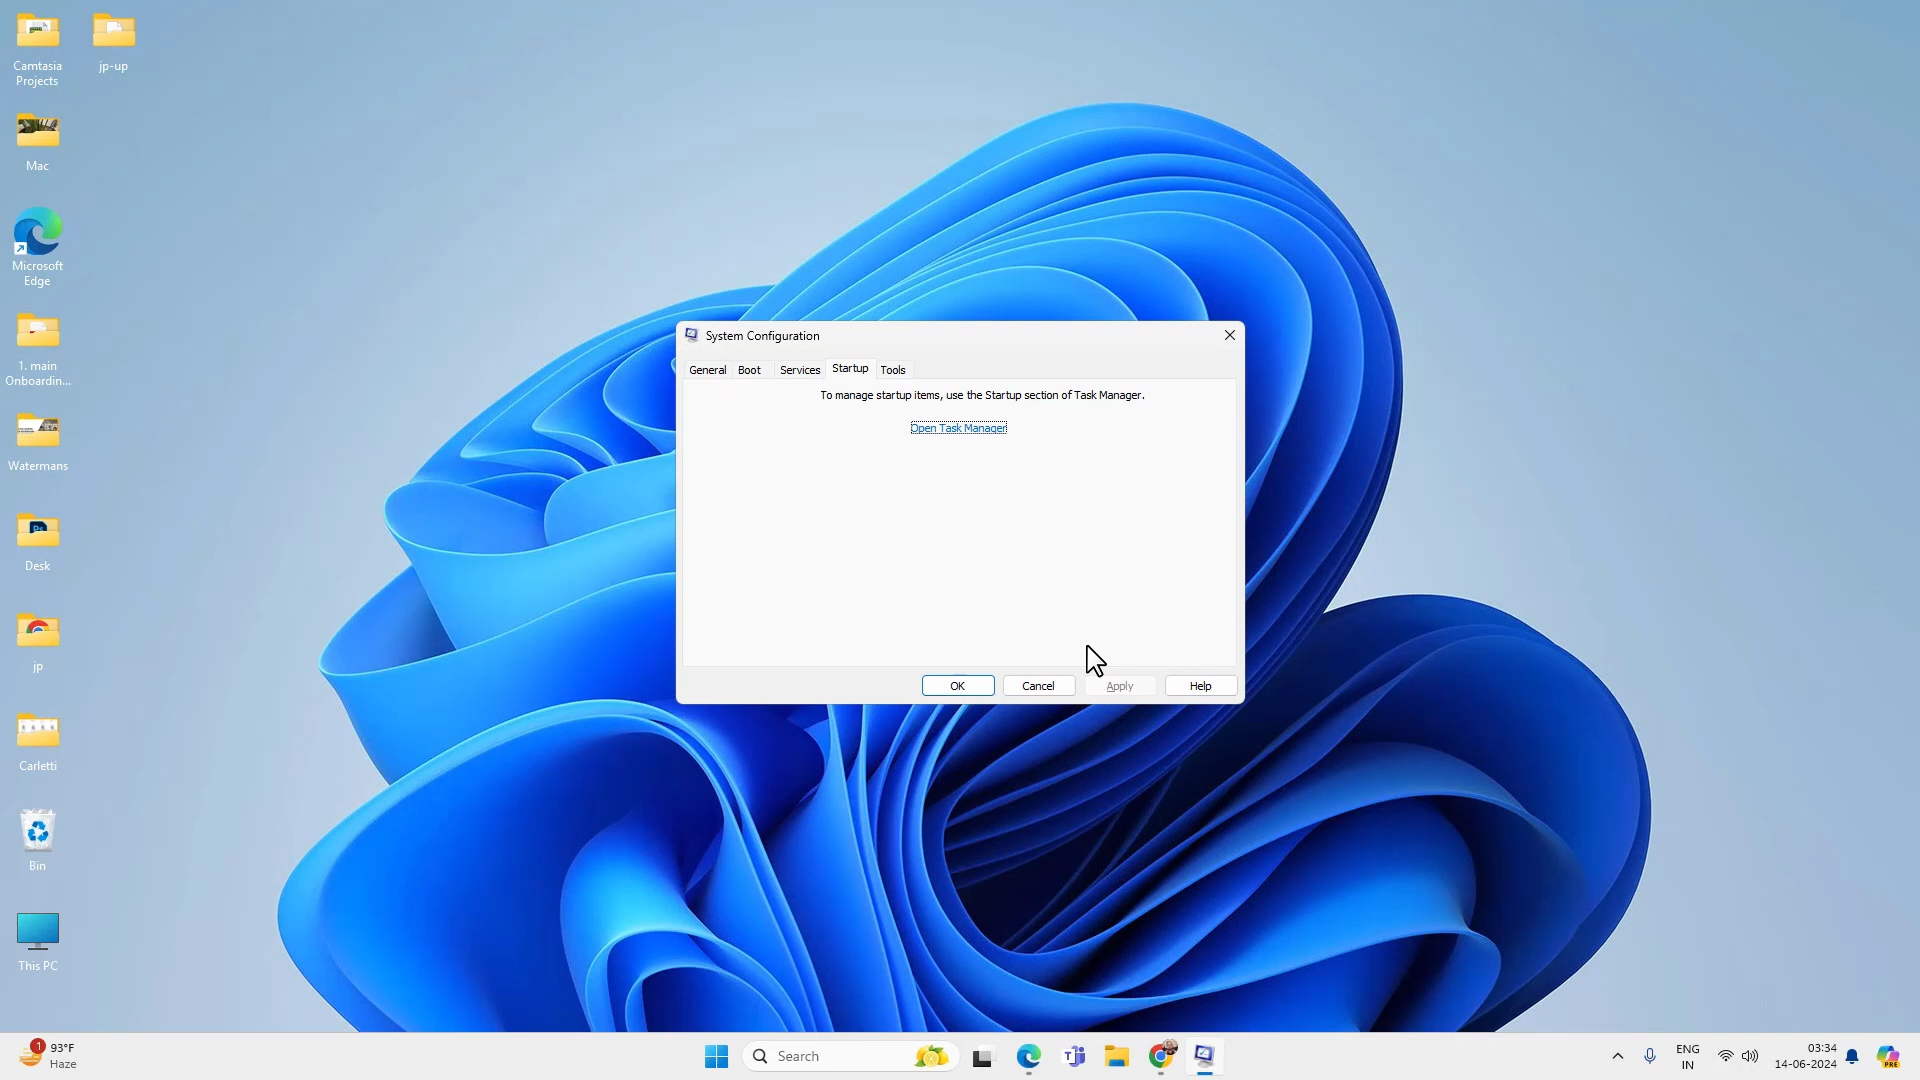 Camtasia
Projects
jp-up
Mac
Microsoft
Edge
1. main
Onboardin...
Watermans
Desk
jp
Carletti
Bin
This PC
System Configuration
General
Boot
Services
Startup
Tools
To manage startup items, use the Startup section of Task Manager.
Open Task Manager
OK
Cancel
Apply
Help
1
93°F
Haze
Search
ENG
IN
03:34
14-06-2024
PRE